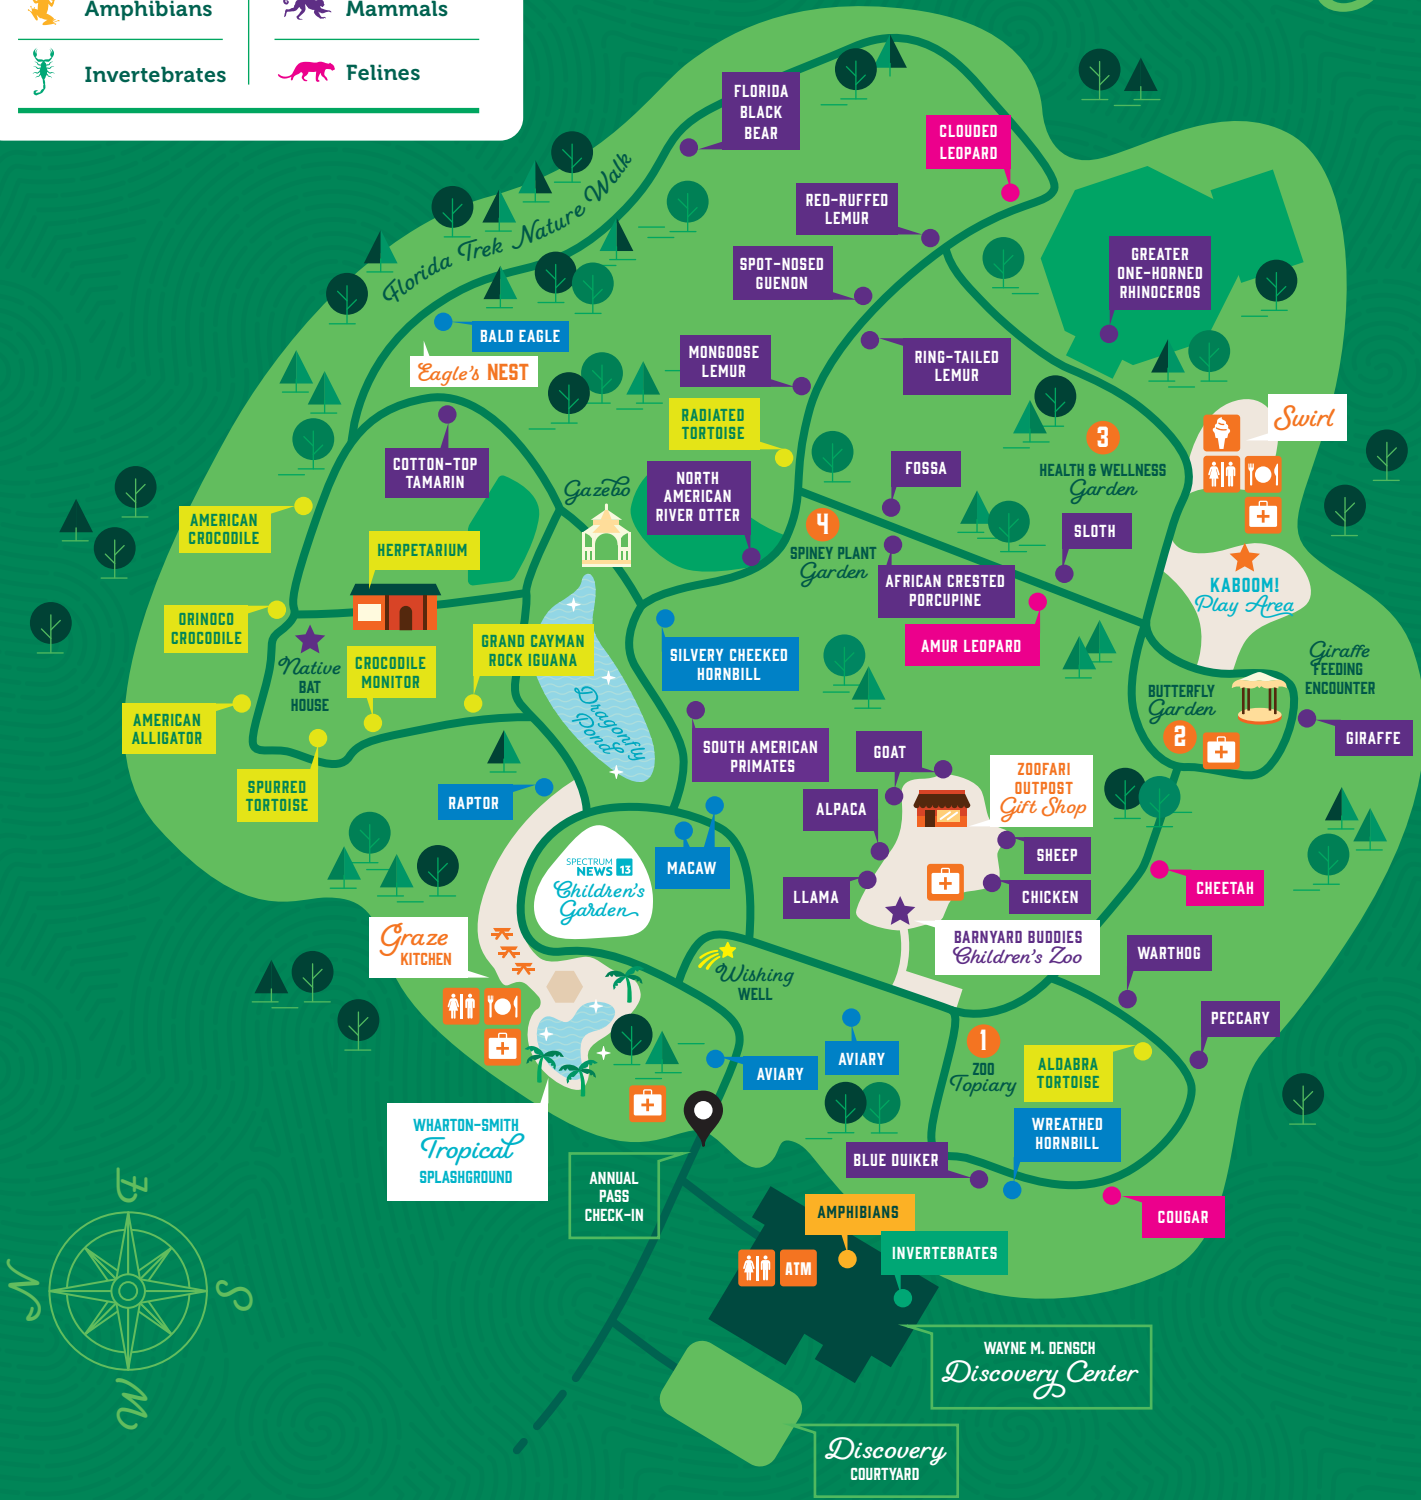 Amphibians
Mammals
Invertebrates
Felines
FLORIDA
BLACK
BEAR
CLOUDED
LEOPARD
Florida Trek Nature Walk
RED-RUFFED
LEMUR
SPOT-NOSED
GUENON
GREATER
ONE-HORNED
RHINOCEROS
BALD EAGLE
Eagle's NEST
MONGOOSE
LEMUR
RING-TAILED
LEMUR
RADIATED
TORTOISE
Swirl
3
HEALTH & WELLNESS
Garden
COTTON-TOP
TAMARIN
FOSSA
NORTH
AMERICAN
RIVER OTTER
Gazebo
AMERICAN
CROCODILE
4
SPINEY PLANT
Garden
SLOTH
HERPETARIUM
AFRICAN CRESTED
PORCUPINE
KABOOM!
Play Area
ORINOCO
CROCODILE
AMUR LEOPARD
GRAND CAYMAN
ROCK IGUANA
SILVERY CHEEKED
HORNBILL
Native
BAT
HOUSE
CROCODILE
MONITOR
Giraffe
FEEDING
ENCOUNTER
BUTTERFLY
Garden
2
AMERICAN
ALLIGATOR
Dragonfly
Pond
SOUTH AMERICAN
PRIMATES
GIRAFFE
GOAT
SPURRED
TORTOISE
RAPTOR
ALPACA
ZOOFARI
OUTPOST
Gift Shop
SHEEP
MACAW
SPECTRUM
NEWS 13
Children's
Garden
LLAMA
CHICKEN
CHEETAH
Graze
KITCHEN
BARNYARD BUDDIES
Children's Zoo
WARTHOG
Wishing
WELL
PECCARY
1
ZOO
Topiary
AVIARY
AVIARY
ALDABRA
TORTOISE
WHARTON-SMITH
Tropical
SPLASHGROUND
WREATHED
HORNBILL
BLUE DUIKER
ANNUAL
PASS
CHECK-IN
AMPHIBIANS
COUGAR
INVERTEBRATES
ATM
WAYNE M. DENSCH
Discovery Center
Discovery
COURTYARD
E
N
S
W